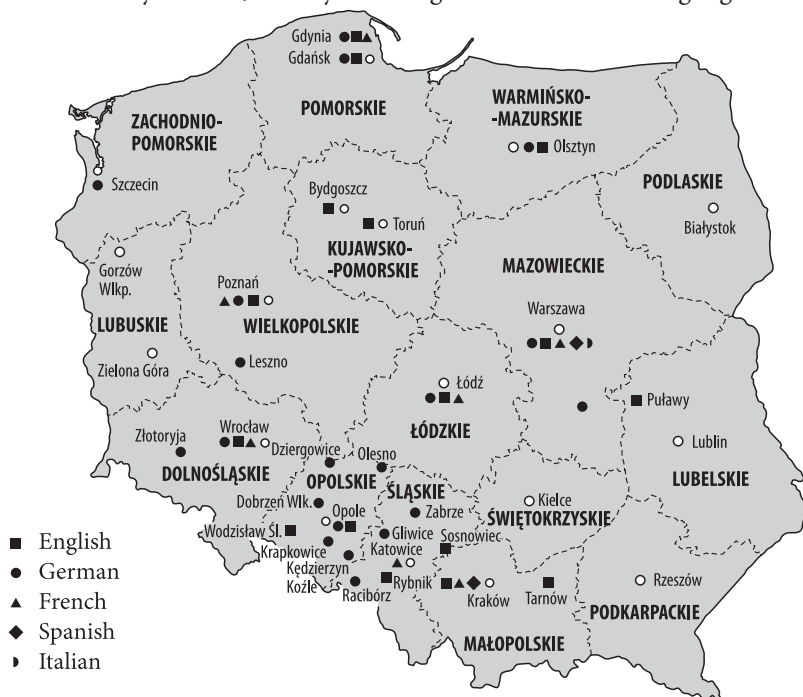 Gdynia
Gdańsk
POMORSKIE
WARMIŃSKO-
-MAZURSKIE
Olsztyn
ZACHODNIO-
POMORSKIE
Szczecin
PODLASKIE
Białystok
Bydgoszcz
Toruń
KUJAWSKO-
-POMORSKIE
Gorzów
Wlkp.
LUBUSKIE
Zielona Góra
Poznań
WIELKOPOLSKIE
Leszno
MAZOWIECKIE
Warszawa
Łódź
ŁÓDZKIE
Puławy
Lublin
LUBELSKIE
Złotoryja
Wrocław
DOLNOŚLĄSKIE
Dziergowice
Olesno
OPOLSKIE
ŚLĄSKIE
Dobrzeń Wlk.
Opole
Zabrze
Kielce
ŚWIĘTOKRZYSKIE
Wodzisław Śl.
Gliwice
Sosnowiec
Krapkowice
Katowice
Kędzierzyn
Koźle
Racibórz
Rybnik
Kraków
Tarnów
MAŁOPOLSKIE
Rzeszów
PODKARPACKIE
English
German
French
Spanish
Italian